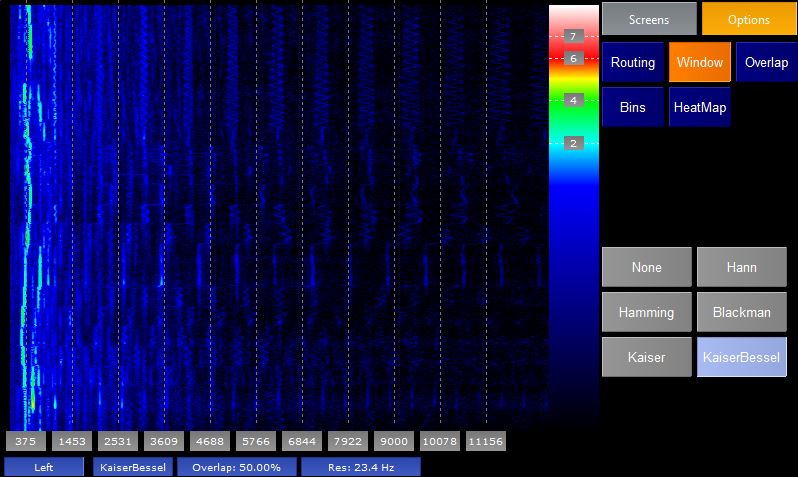 Screens Options
7
6
Routing Window Overlap
4
Bins HeatMap
2
None Hann
Hamming Blackman
Kaiser KaiserBessel
375 1453 2531 3609 4688 5766 6844 7922 9000 10078 11156
Left KaiserBessel Overlap: 50.00% Res: 23.4 Hz